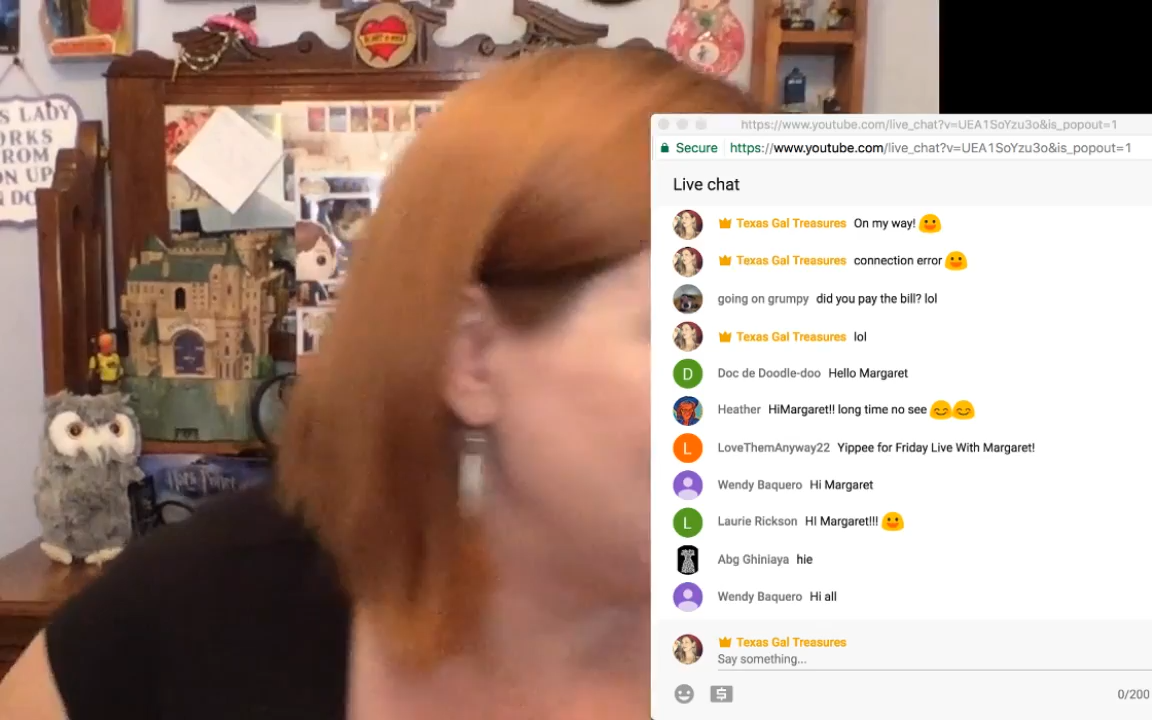 S LADY
ORKS
FROM
ON UP
N DO
Harry Potter
https://www.youtube.com/live_chat?v=UEA1SoYzu3o&is_popout=1
Secure https://www.youtube.com/live_chat?v=UEA1SoYzu3o&is_popout=1
Live chat
Texas Gal Treasures On my way! 😛
Texas Gal Treasures connection error 😛
going on grumpy did you pay the bill? lol
Texas Gal Treasures lol
D Doc de Doodle-doo Hello Margaret
Heather HiMargaret!! long time no see 😊😊
L LoveThemAnyway22 Yippee for Friday Live With Margaret!
Wendy Baquero Hi Margaret
L Laurie Rickson HI Margaret!!! 😛
Abg Ghiniaya hie
Wendy Baquero Hi all
Texas Gal Treasures
Say something...
0/200